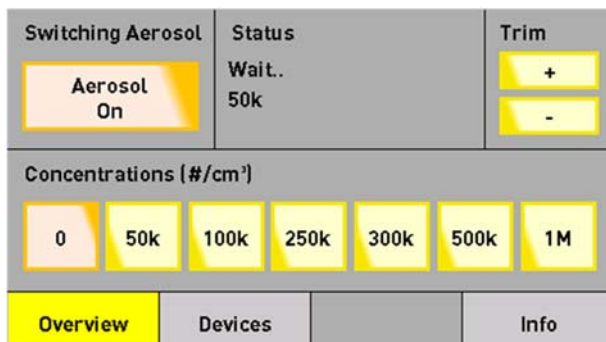 Switching Aerosol
Aerosol
On
Status
Wait..
50k
Trim
+
-
Concentrations (#/cm³)
0 50k 100k 250k 300k 500k 1M
Overview Devices Info